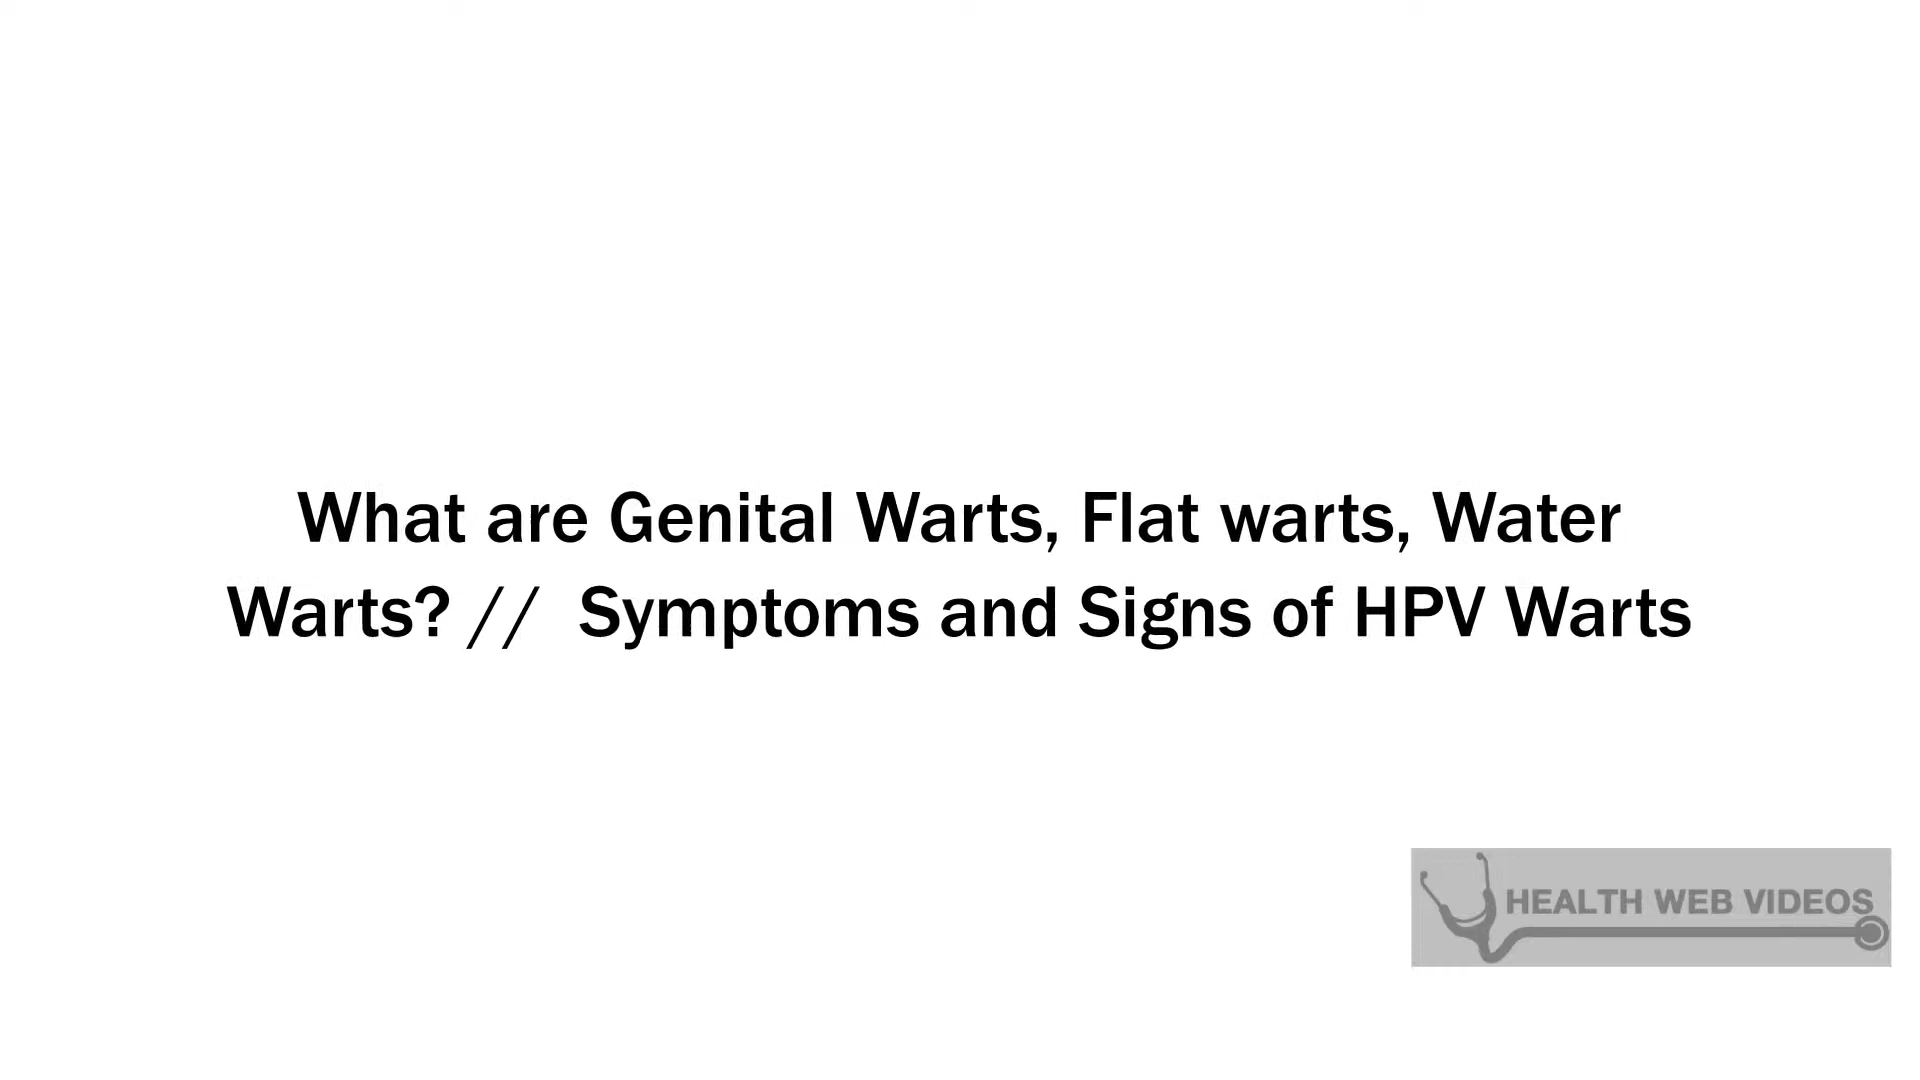 What are Genital Warts, Flat warts, Water
Warts? //  Symptoms and Signs of HPV Warts
HEALTH WEB VIDEOS